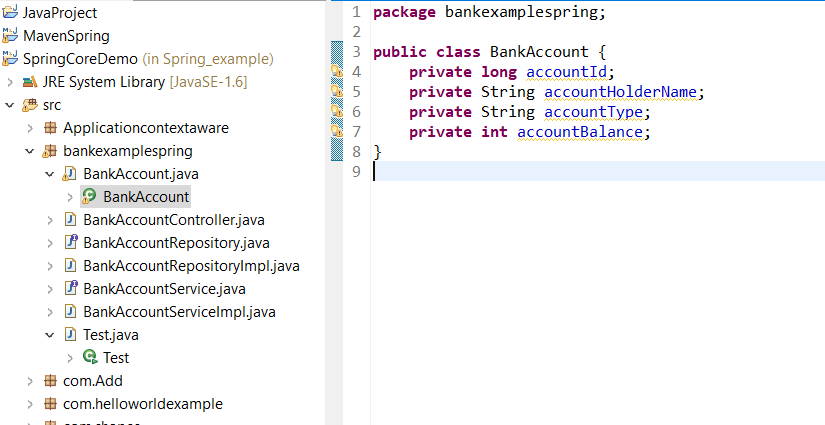 JavaProject
MavenSpring
SpringCoreDemo (in Spring_example)
JRE System Library [JavaSE-1.6]
src
Applicationcontextaware
bankexamplespring
BankAccount.java
BankAccount
BankAccountController.java
BankAccountRepository.java
BankAccountRepositoryImpl.java
BankAccountService.java
BankAccountServiceImpl.java
Test.java
Test
com.Add
com.helloworldexample
1 package bankexamplespring;
2
3 public class BankAccount {
4 private long accountId;
5 private String accountHolderName;
6 private String accountType;
7 private int accountBalance;
8 }
9